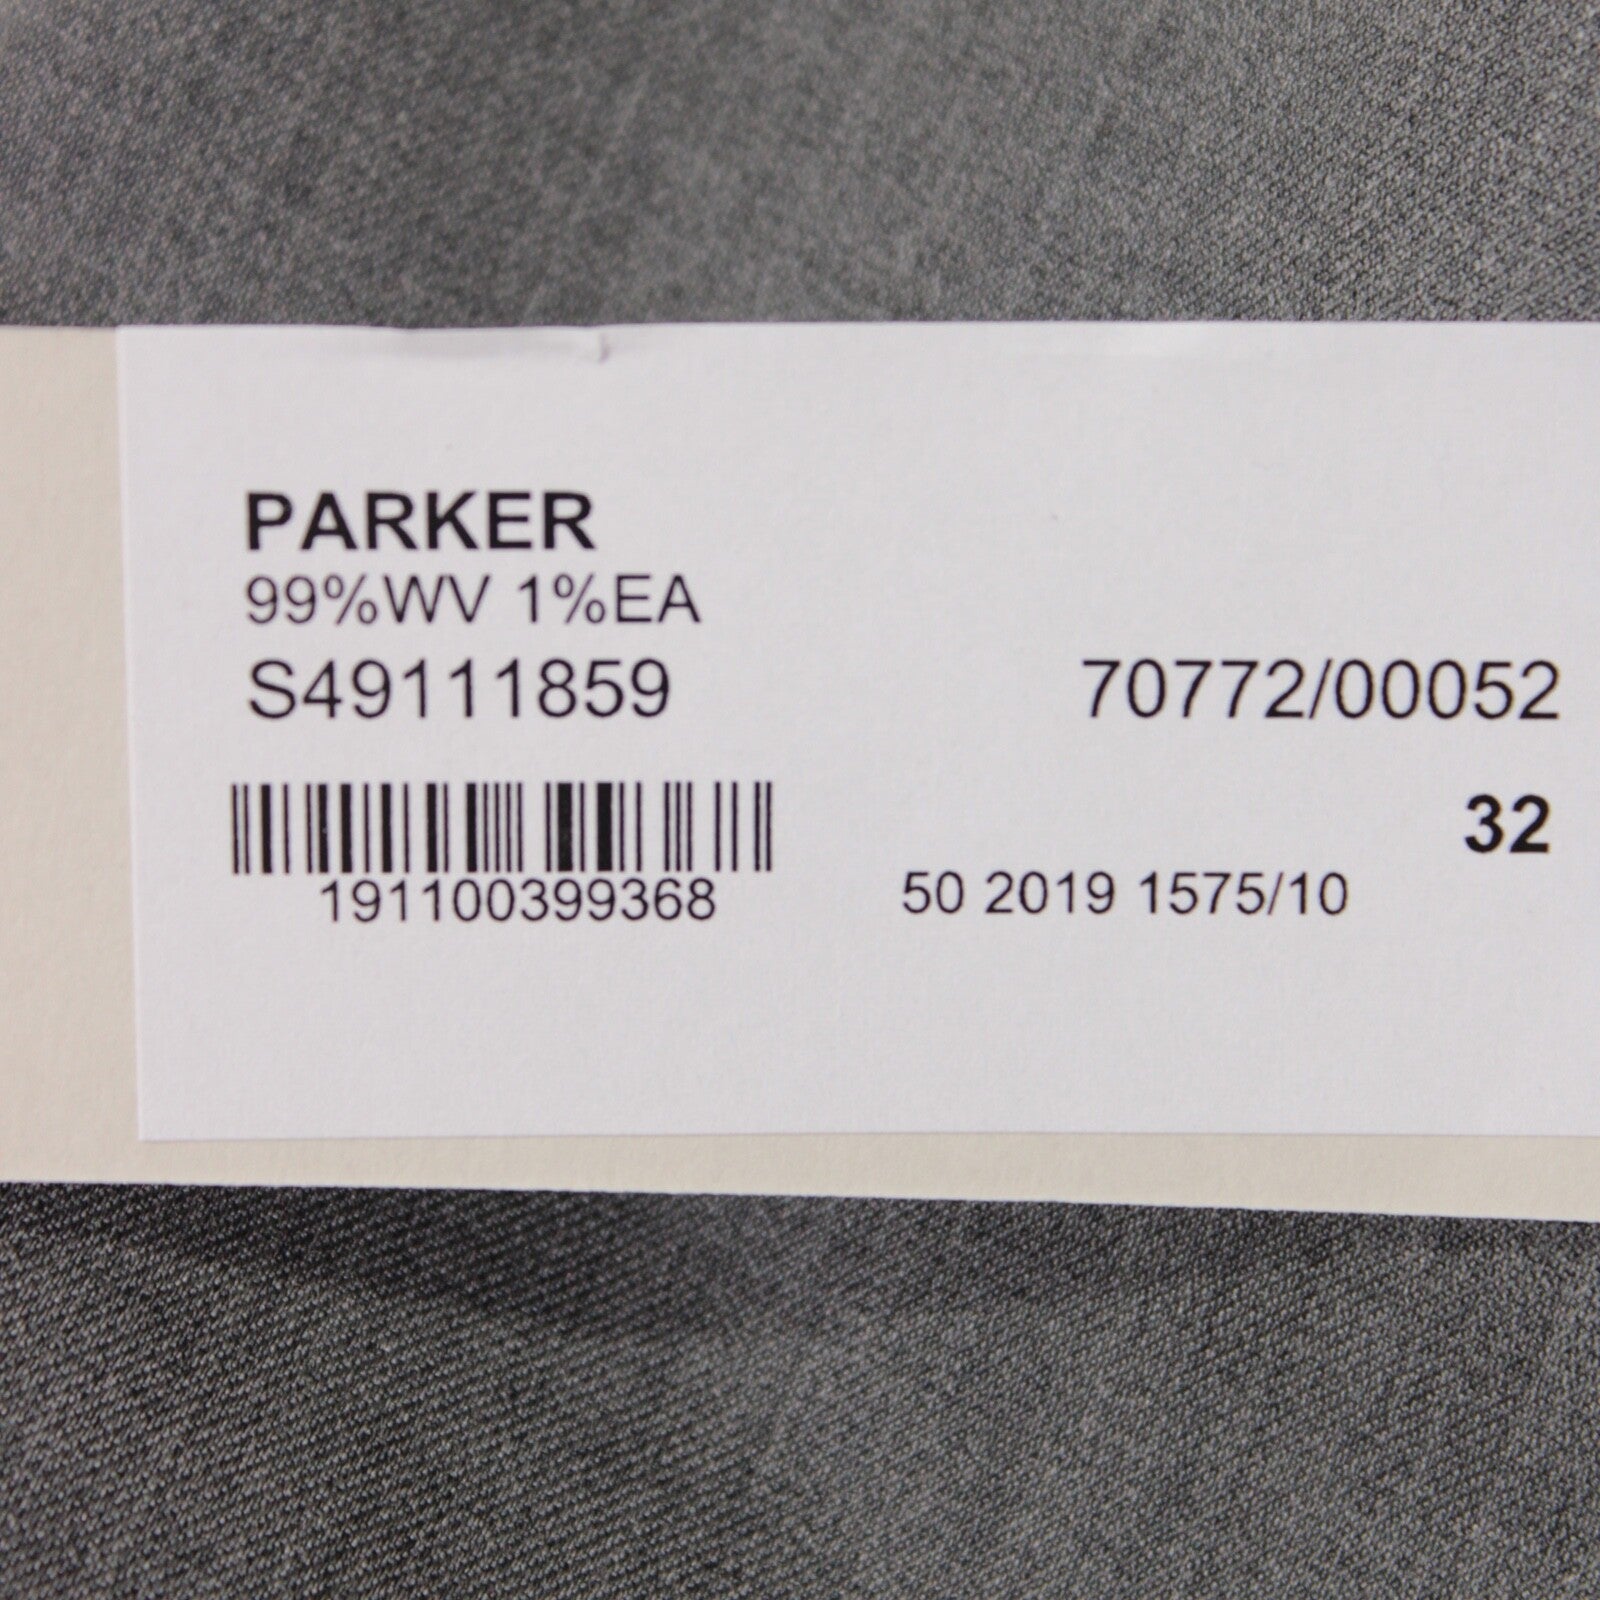 PARKER
99%WV 1%EA
S49111859 70772/00052
32
191100399368 50 2019 1575/10